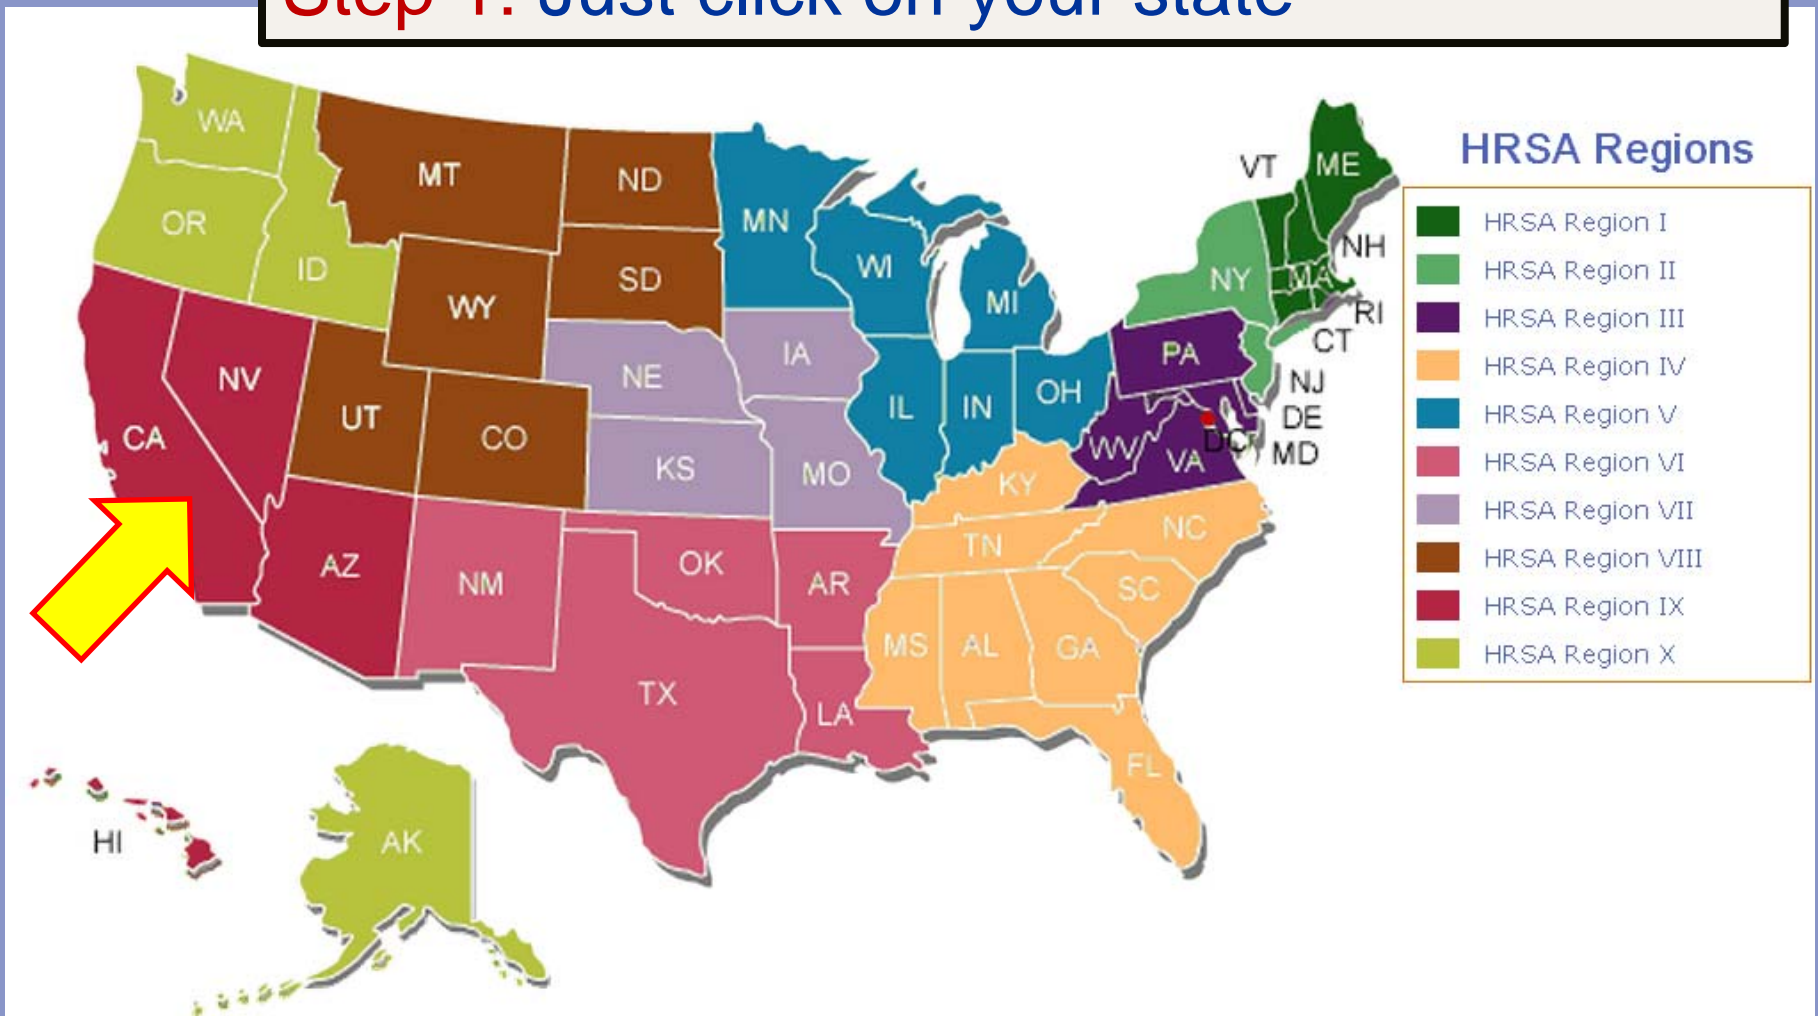 Step 1: Just click on your state
HRSA Regions
HRSA Region I
HRSA Region II
HRSA Region III
HRSA Region IV
HRSA Region V
HRSA Region VI
HRSA Region VII
HRSA Region VIII
HRSA Region IX
HRSA Region X
WA
MT
ND
MN
VT
ME
OR
ID
WY
SD
WI
MI
NY
NH
MA
RI
CT
NV
UT
CO
NE
IA
IL
IN
OH
PA
NJ
DE
CA
KS
MO
WV
VA
DC
MD
KY
AZ
NM
OK
AR
TN
NC
SC
TX
LA
MS
AL
GA
FL
HI
AK